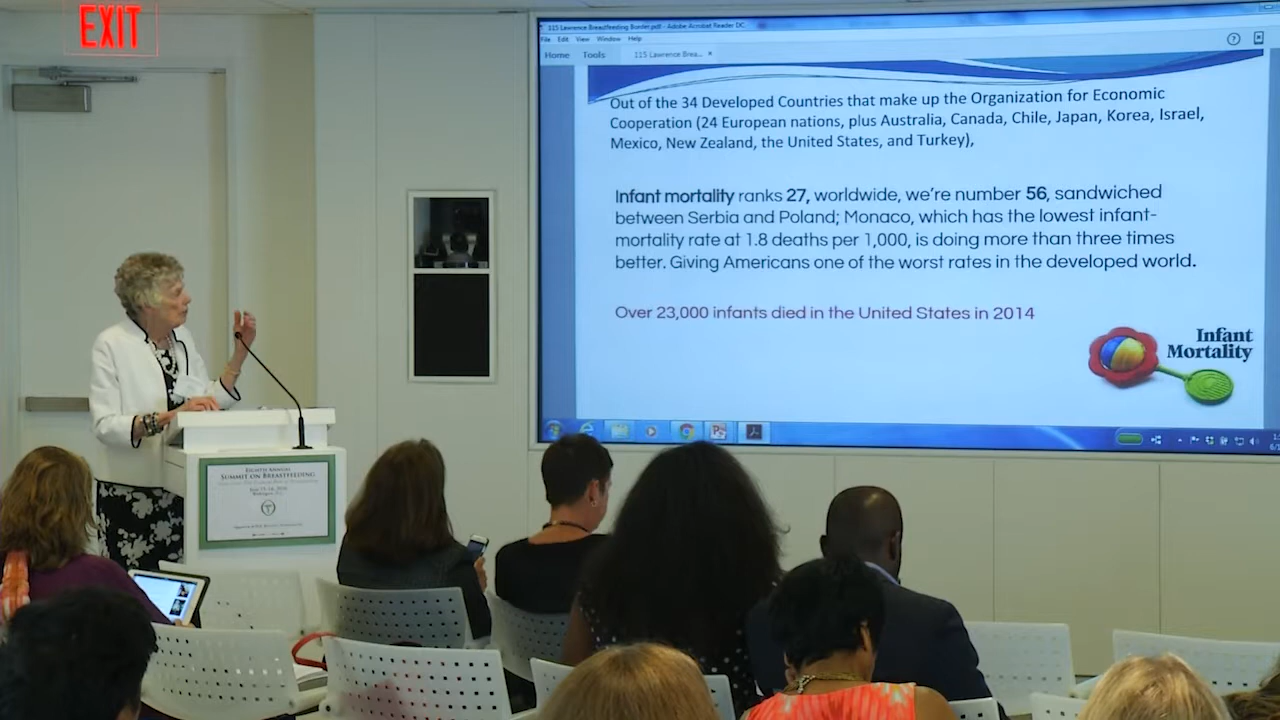 EXIT
115 Lawrence Breastfeeding Border.pdf - Adobe Acrobat Reader DC
File Edit View Window Help
Home Tools 115 Lawrence Brea... ×
Out of the 34 Developed Countries that make up the Organization for Economic
Cooperation (24 European nations, plus Australia, Canada, Chile, Japan, Korea, Israel,
Mexico, New Zealand, the United States, and Turkey),
Infant mortality ranks 27, worldwide, we're number 56, sandwiched
between Serbia and Poland; Monaco, which has the lowest infant-
mortality rate at 1.8 deaths per 1,000, is doing more than three times
better. Giving Americans one of the worst rates in the developed world.
Over 23,000 infants died in the United States in 2014
Infant
Mortality
EIGHTH ANNUAL
SUMMIT ON BREASTFEEDING